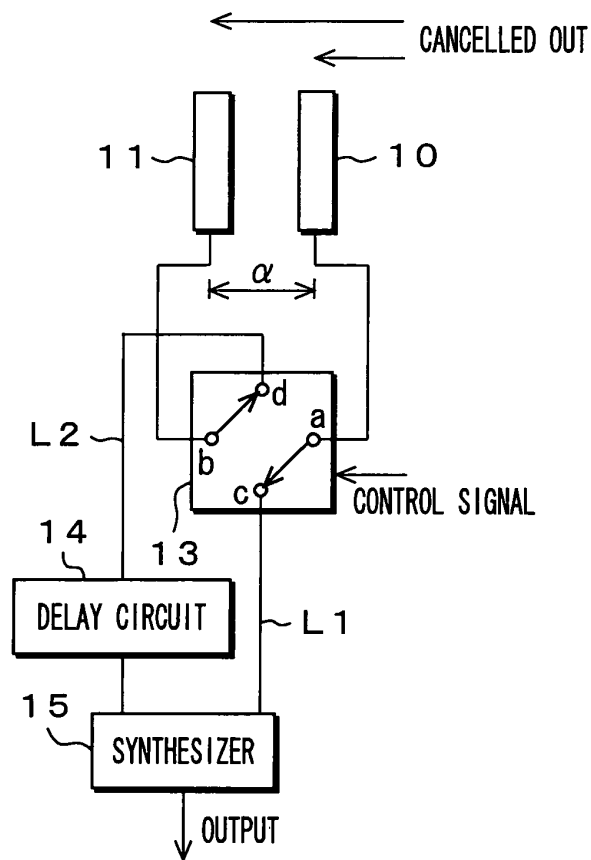 CANCELLED OUT
11
10
α
d
a
b
c
L2
CONTROL SIGNAL
13
14
DELAY CIRCUIT
L1
15
SYNTHESIZER
OUTPUT